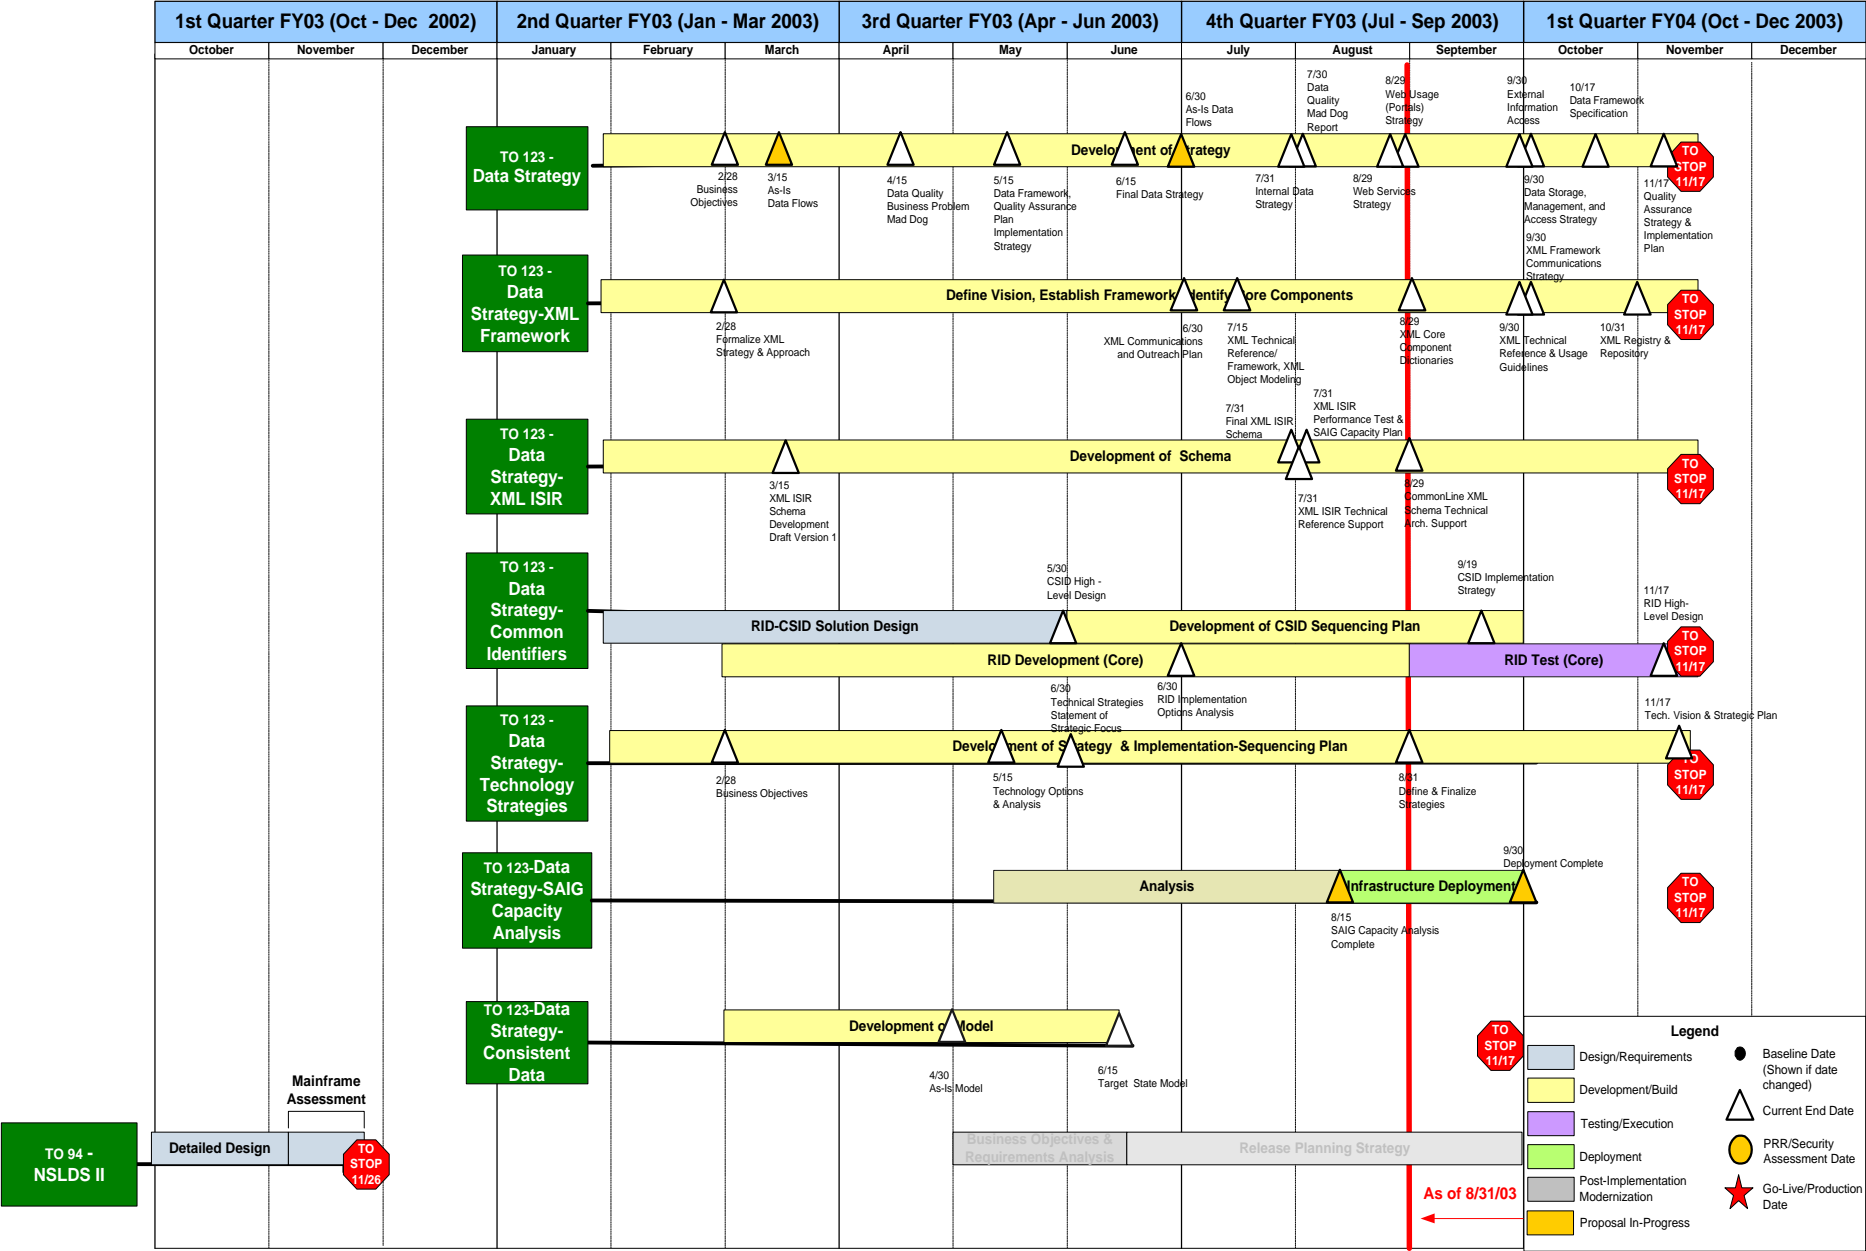 1st Quarter FY03 (Oct - Dec 2002)
2nd Quarter FY03 (Jan - Mar 2003)
3rd Quarter FY03 (Apr - Jun 2003)
4th Quarter FY03 (Jul - Sep 2003)
1st Quarter FY04 (Oct - Dec 2003)
October
November
December
January
February
March
April
May
June
July
August
September
October
November
December
TO 123 -
Data Strategy
Development of Strategy
2/28
Business
Objectives
3/15
As-Is
Data Flows
4/15
Data Quality
Business Problem
Mad Dog
5/15
Data Framework,
Quality Assurance
Plan
Implementation
Strategy
6/15
Final Data Strategy
6/30
As-Is Data
Flows
7/31
Internal Data
Strategy
7/30
Data
Quality
Mad Dog
Report
8/29
Web Services
Strategy
8/29
Web Usage
(Portals)
Strategy
9/30
External
Information
Access
9/30
Data Storage,
Management, and
Access Strategy
10/17
Data Framework
Specification
11/17
Quality
Assurance
Strategy &
Implementation
Plan
TO
STOP
11/17
TO 123 -
Data
Strategy-XML
Framework
Define Vision, Establish Framework, Identify Core Components
2/28
Formalize XML
Strategy & Approach
6/30
XML Communications
and Outreach Plan
7/15
XML Technical
Reference/
Framework, XML
Object Modeling
8/29
XML Core
Component
Dictionaries
9/30
XML Framework
Communications
Strategy
9/30
XML Technical
Reference & Usage
Guidelines
10/31
XML Registry &
Repository
TO
STOP
11/17
TO 123 -
Data
Strategy-
XML ISIR
Development of Schema
3/15
XML ISIR
Schema
Development
Draft Version 1
7/31
Final XML ISIR
Schema
7/31
XML ISIR
Performance Test &
SAIG Capacity Plan
7/31
XML ISIR Technical
Reference Support
8/29
CommonLine XML
Schema Technical
Arch. Support
TO
STOP
11/17
TO 123 -
Data
Strategy-
Common
Identifiers
RID-CSID Solution Design
5/30
CSID High -
Level Design
Development of CSID Sequencing Plan
9/19
CSID Implementation
Strategy
RID Development (Core)
6/30
RID Implementation
Options Analysis
RID Test (Core)
11/17
RID High-
Level Design
TO
STOP
11/17
TO 123 -
Data
Strategy-
Technology
Strategies
Development of Strategy & Implementation-Sequencing Plan
2/28
Business Objectives
5/15
Technology Options
& Analysis
6/30
Technical Strategies
Statement of
Strategic Focus
8/31
Define & Finalize
Strategies
11/17
Tech. Vision & Strategic Plan
TO
STOP
11/17
TO 123-Data
Strategy-SAIG
Capacity
Analysis
Analysis
Infrastructure Deployment
8/15
SAIG Capacity Analysis
Complete
9/30
Deployment Complete
TO
STOP
11/17
TO 123-Data
Strategy-
Consistent
Data
Development of Model
4/30
As-Is Model
6/15
Target State Model
TO
STOP
11/17
TO 94 -
NSLDS II
Mainframe
Assessment
Detailed Design
TO
STOP
11/26
Business Objectives &
Requirements Analysis
Release Planning Strategy
As of 8/31/03
Legend
Design/Requirements
Development/Build
Testing/Execution
Deployment
Post-Implementation
Modernization
Proposal In-Progress
Baseline Date
(Shown if date
changed)
Current End Date
PRR/Security
Assessment Date
Go-Live/Production
Date